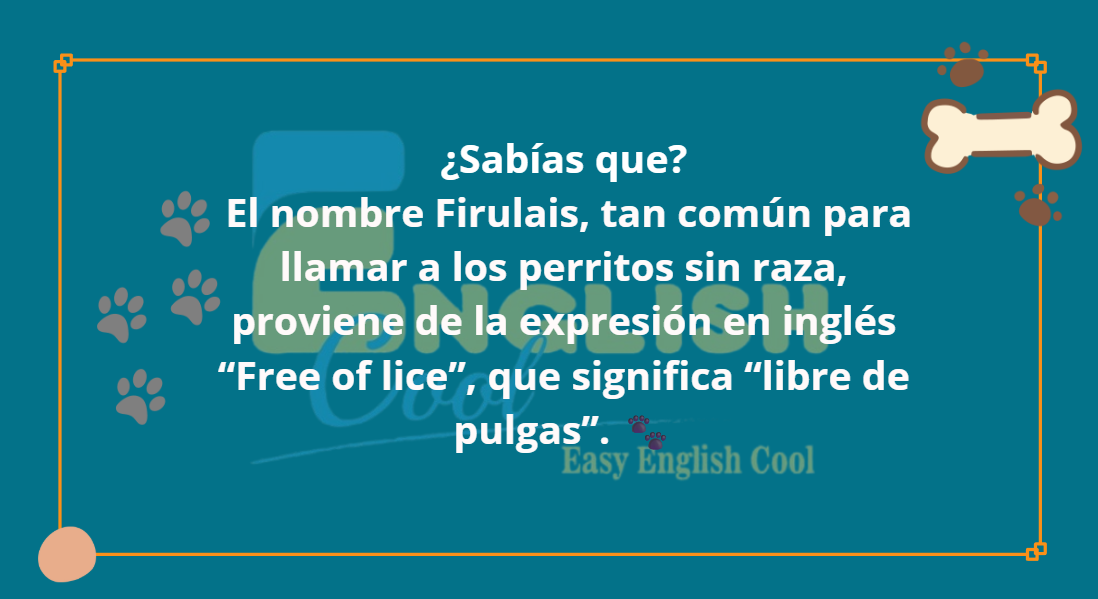 ¿Sabías que?
El nombre Firulais, tan común para
llamar a los perritos sin raza,
proviene de la expresión en inglés
“Free of lice”, que significa “libre de
pulgas”.
ENGLISH
Cool
Easy English Cool